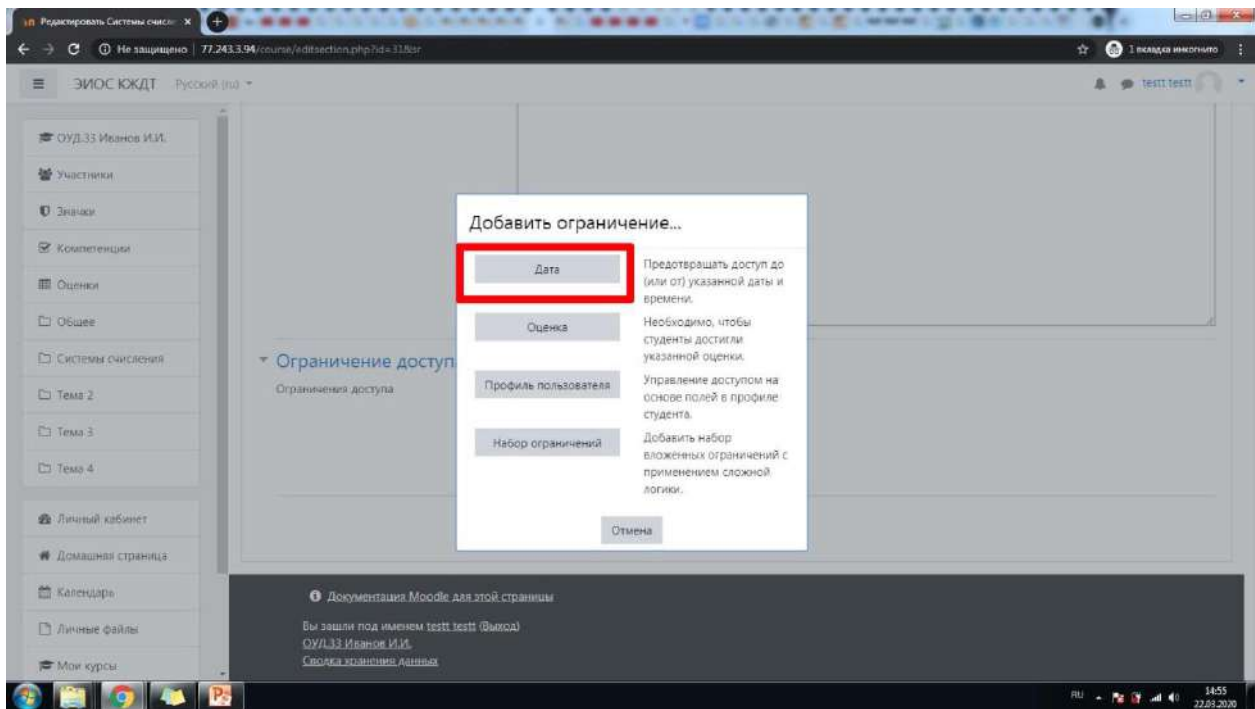 Редактировать Системы счисл
Не защищено | 77.243.3.94/course/editsection.php?id=31&sr
1 вкладка инкогнито
ЭИОС КЖДТ Русский (ru)
testt testt
ОУД.33 Иванов И.И.
Участники
Значки
Компетенции
Оценки
Общее
Системы счисления
Тема 2
Тема 3
Тема 4
Личный кабинет
Домашняя страница
Календарь
Личные файлы
Мои курсы
Ограничение доступ
Ограничения доступа
Добавить ограничение...
Дата
Предотвращать доступ до
(или от) указанной даты и
времени.
Оценка
Необходимо, чтобы
студенты достигли
указанной оценки.
Профиль пользователя
Управление доступом на
основе полей в профиле
студента.
Набор ограничений
Добавить набор
вложенных ограничений с
применением сложной
логики.
Отмена
Документация Moodle для этой страницы
Вы зашли под именем testt testt (Выход)
ОУД.33 Иванов И.И.
Сводка хранения данных
RU
14:55
22.03.2020